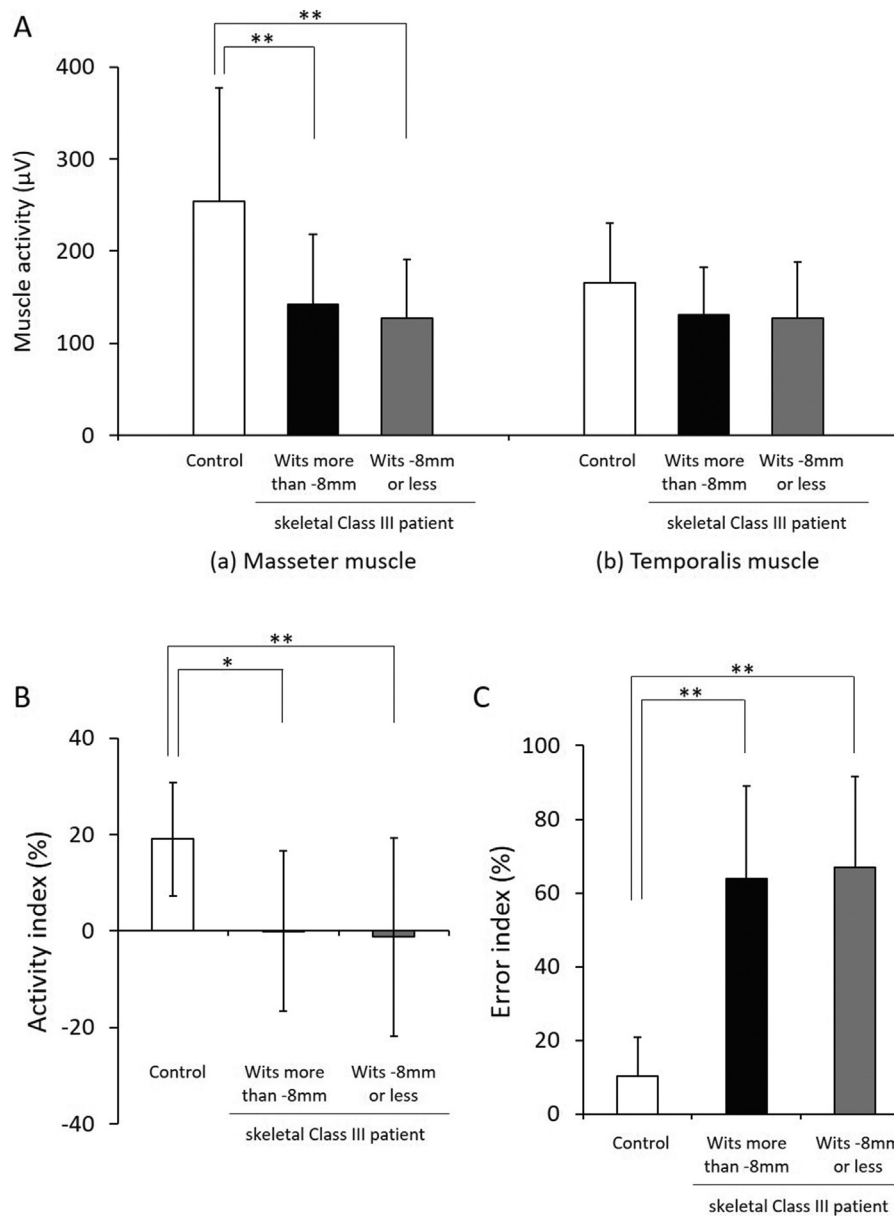 A
**
**
400
300
200
100
0
Muscle activity (μV)
Control
Wits more
than -8mm
Wits -8mm
or less
skeletal Class III patient
(a) Masseter muscle
Control
Wits more
than -8mm
Wits -8mm
or less
skeletal Class III patient
(b) Temporalis muscle
B
**
*
40
20
0
-20
-40
Activity index (%)
Control
Wits more
than -8mm
Wits -8mm
or less
skeletal Class III patient
C
**
**
100
80
60
40
20
0
Error index (%)
Control
Wits more
than -8mm
Wits -8mm
or less
skeletal Class III patient